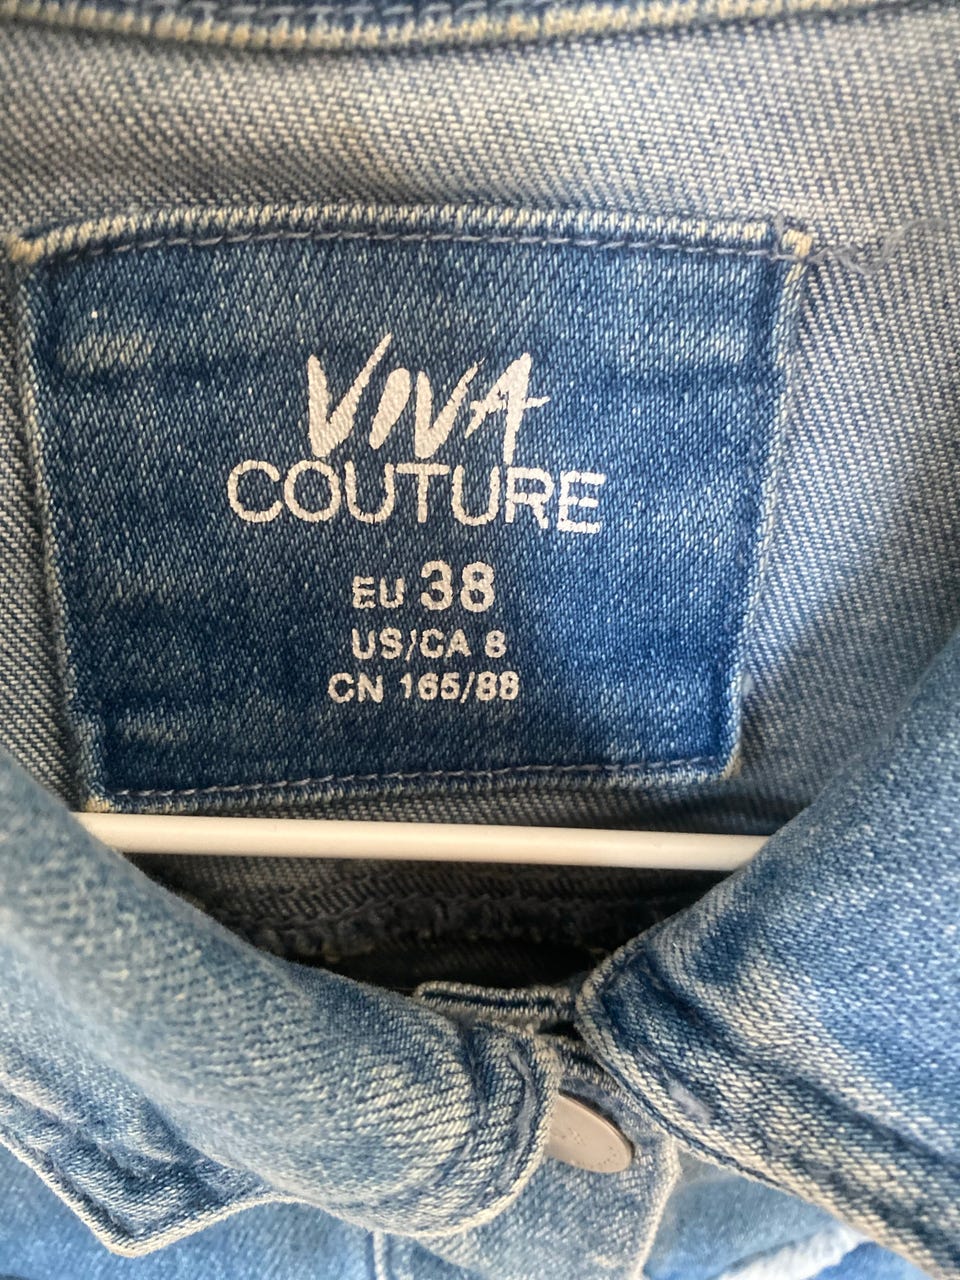 VIVA
COUTURE
EU 38
US/CA 8
CN 165/88